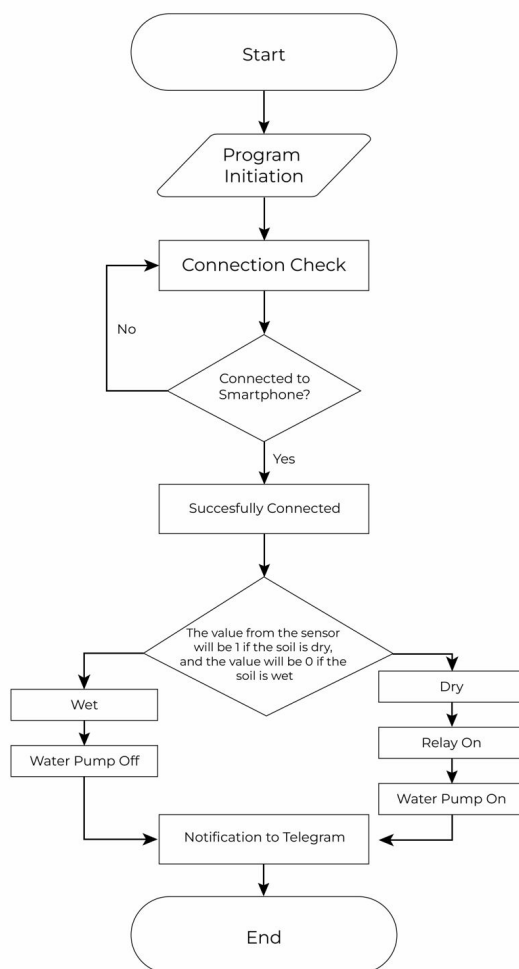 Start
Program
Initiation
Connection Check
No
Connected to
Smartphone?
Yes
Succesfully Connected
The value from the sensor
will be 1 if the soil is dry,
and the value will be 0 if the
soil is wet
Wet
Water Pump Off
Dry
Relay On
Water Pump On
Notification to Telegram
End